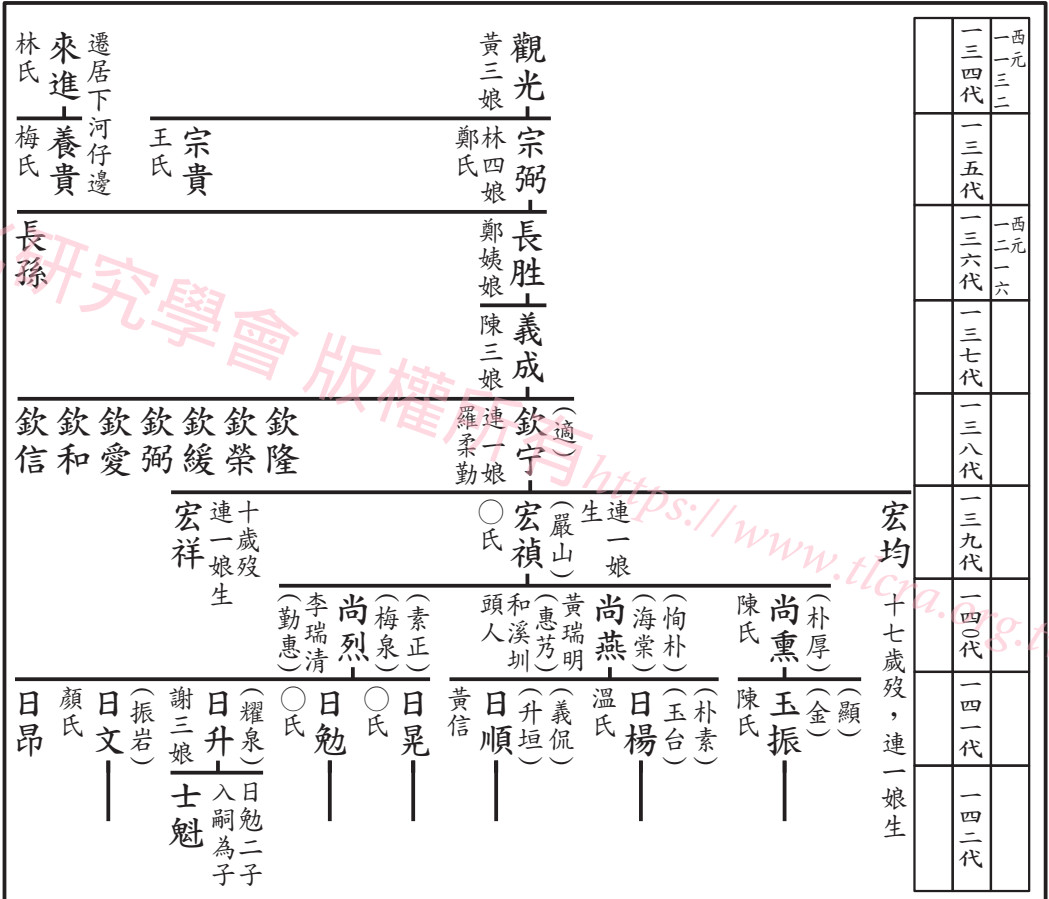 西元
一一三二
一三四代
一三五代
西元
一二一六
一三六代
一三七代
一三八代
一三九代
一四〇代
一四一代
一四二代
觀光
黃三娘
遷居下河仔邊
來進
林氏
宗弼
林四娘
鄭氏
宗貴
王氏
養貴
梅氏
長胜
鄭姨娘
長孫
義成
陳三娘
(適)
欽宁
連一娘
羅柔勤
欽隆
欽榮
欽緩
欽弼
欽愛
欽和
欽信
宏均
十七歲歿,連一娘生
連一娘
生
(嚴山)
宏禎
〇氏
十歲歿
連一娘生
宏祥
(朴厚)
尚熏
陳氏
(恂朴)
(海棠)
尚燕
黃瑞明
(惠艿)
和溪圳
頭人
(素正)
(梅泉)
尚烈
李瑞清
(勤惠)
(顯)
(金)
玉振
陳氏
(朴素)
(玉台)
日楊
溫氏
(義侃)
(升垣)
日順
黃信
日晃
〇氏
日勉
〇氏
(耀泉)
日升
謝三娘
(振岩)
日文
顏氏
日昂
日勉二子
入嗣為子
士魁
研究學會 版權所有https://www.tlcra.org.t